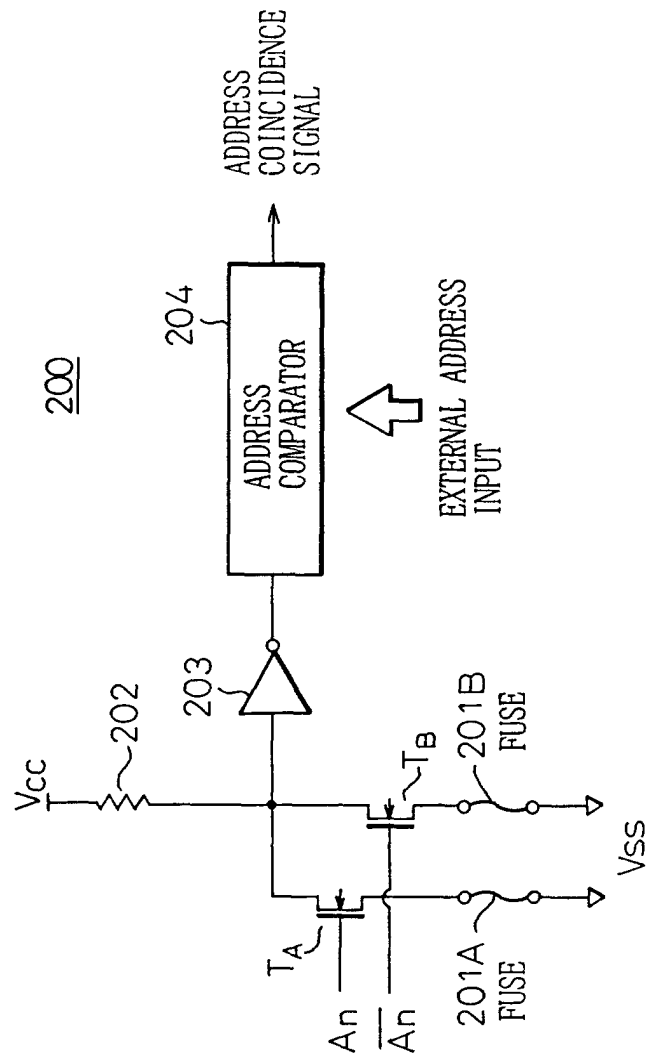 200
Vcc
202
203
204
ADDRESS
COMPARATOR
ADDRESS
COINCIDENCE
SIGNAL
EXTERNAL ADDRESS
INPUT
TA
TB
An
A̅n̅
201A
FUSE
201B
FUSE
Vss